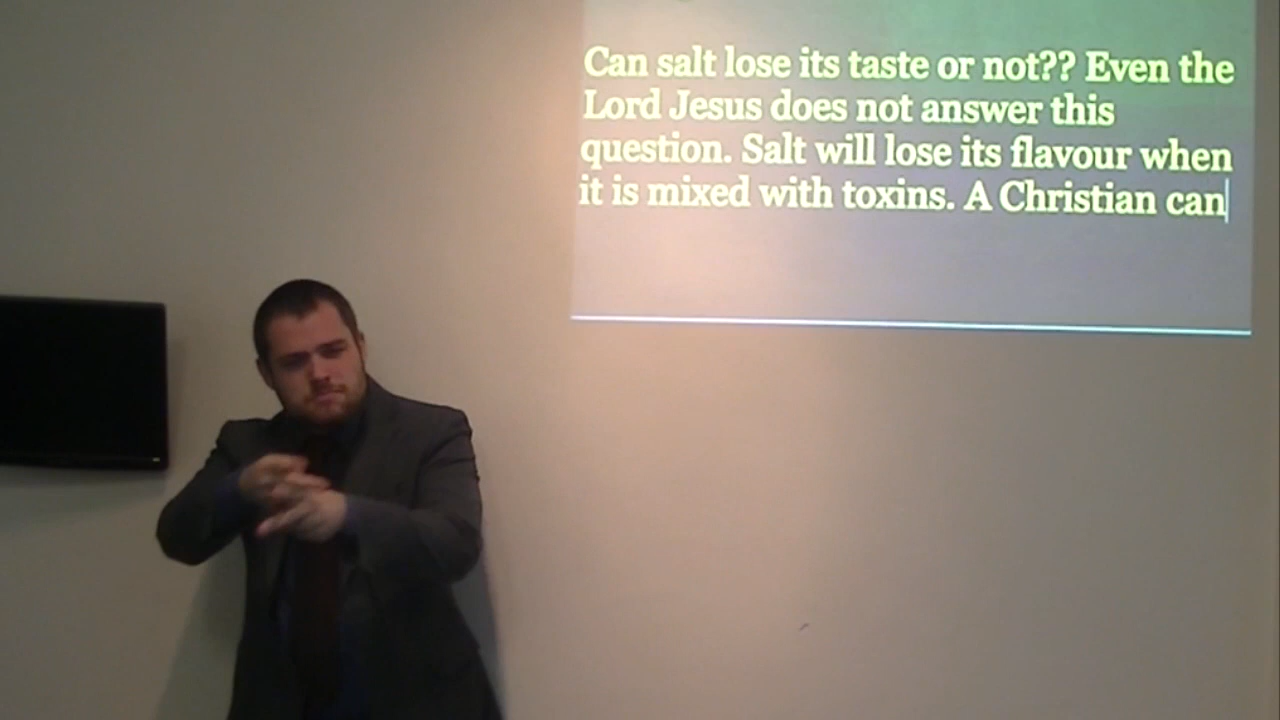 Can salt lose its taste or not?? Even the
Lord Jesus does not answer this
question. Salt will lose its flavour when
it is mixed with toxins. A Christian can